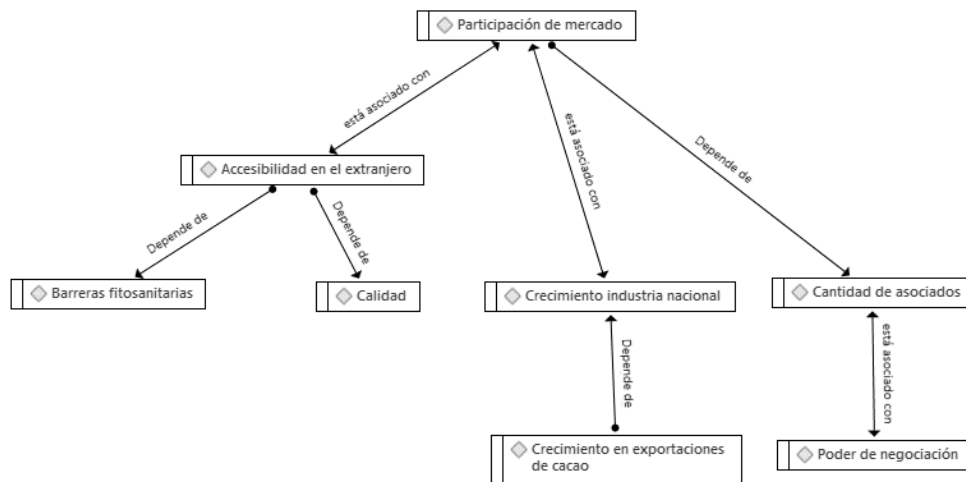 Participación de mercado
está asociado con
está asociado con
Depende de
Accesibilidad en el extranjero
Depende de
Depende de
Barreras fitosanitarias
Calidad
Crecimiento industria nacional
Cantidad de asociados
Depende de
está asociado con
Crecimiento en exportaciones
de cacao
Poder de negociación